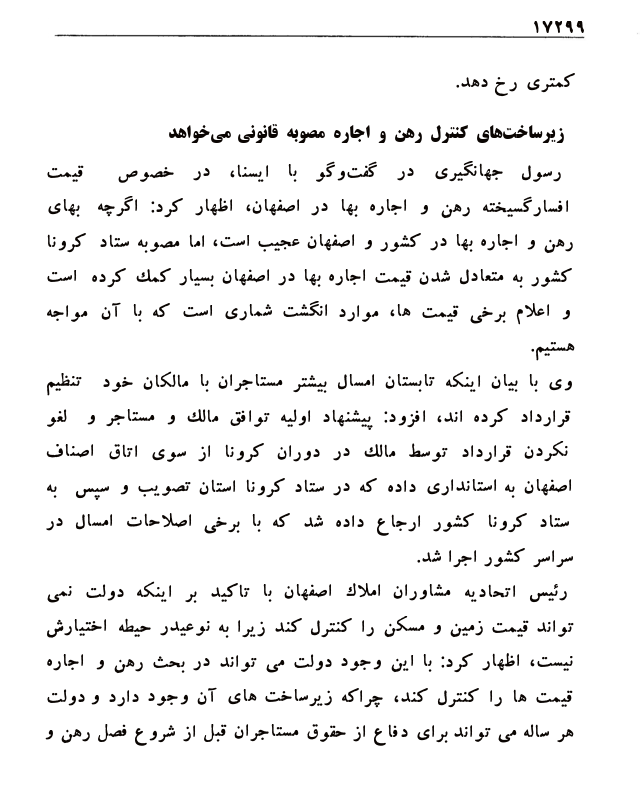 ۱۷۲۹۹
کمتری رخ دهد.
زیرساخت‌های کنترل رهن و اجاره مصوبه قانونی می‌خواهد
رسول جهانگیری در گفت‌وگو با ایسنا، در خصوص قیمت
افسارگسیخته رهن و اجاره بها در اصفهان، اظهار کرد: اگرچه بهای
رهن و اجاره بها در کشور و اصفهان عجیب است، اما مصوبه ستاد کرونا
کشور به متعادل شدن قیمت اجاره بها در اصفهان بسیار کمك کرده است
و اعلام برخی قیمت ها، موارد انگشت شماری است که با آن مواجه
هستیم.
وی با بیان اینکه تابستان امسال بیشتر مستاجران با مالکان خود تنظیم
قرارداد کرده اند، افزود: پیشنهاد اولیه توافق مالك و مستاجر و لغو
نکردن قرارداد توسط مالك در دوران کرونا از سوی اتاق اصناف
اصفهان به استانداری داده که در ستاد کرونا استان تصویب و سپس به
ستاد کرونا کشور ارجاع داده شد که با برخی اصلاحات امسال در
سراسر کشور اجرا شد.
رئیس اتحادیه مشاوران املاك اصفهان با تاکید بر اینکه دولت نمی
تواند قیمت زمین و مسکن را کنترل کند زیرا به نوعیدر حیطه اختیارش
نیست، اظهار کرد: با این وجود دولت می تواند در بحث رهن و اجاره
قیمت ها را کنترل کند، چراکه زیرساخت های آن وجود دارد و دولت
هر ساله می تواند برای دفاع از حقوق مستاجران قبل از شروع فصل رهن و